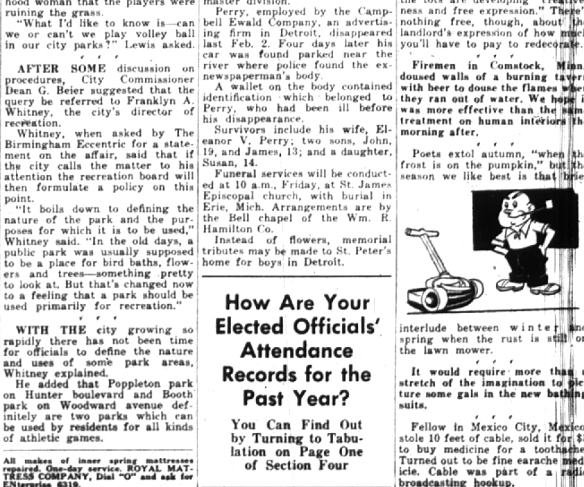 hood woman that the players were
ruining the grass.
"What I'd like to know is—can
we or can't we play volley ball
in our city parks?" Lewis asked.
AFTER SOME discussion on
procedures, City Commissioner
Dean G. Beier suggested that the
query be referred to Franklyn A.
Whitney, the city's director of
recreation.
Whitney, when asked by The
Birmingham Eccentric for a state-
ment on the affair, said that if
the city calls the matter to his
attention the recreation board will
then formulate a policy on this
point.
"It boils down to defining the
nature of the park and the pur-
poses for which it is to be used,"
Whitney said. "In the old days, a
public park was usually supposed
to be a place for bird baths, flow-
ers and trees—something pretty
to look at. But that's changed now
to a feeling that a park should be
used primarily for recreation."
WITH THE city growing so
rapidly there has not been time
for officials to define the nature
and uses of some park areas,
Whitney explained.
He added that Poppleton park
on Hunter boulevard and Booth
park on Woodward avenue def-
initely are two parks which can
be used by residents for all kinds
of athletic games.
All makes of inner spring mattresses
repaired. One-day service. ROYAL MAT-
TRESS COMPANY, Dial "O" and ask for
ENterprise 6319.
master division.
Perry, employed by the Camp-
bell Ewald Company, an advertis-
ing firm in Detroit, disappeared
last Feb. 2. Four days later his
car was found parked near the
river where police found the ex-
newspaperman's body.
A wallet on the body contained
identification which belonged to
Perry, who had been ill before
his disappearance.
Survivors include his wife, El-
eanor V. Perry; two sons, John,
19, and James, 13; and a daughter,
Susan, 14.
Funeral services will be conduct-
ed at 10 a.m., Friday, at St. James
Episcopal church, with burial in
Erie, Mich. Arrangements are by
the Bell chapel of the Wm. R.
Hamilton Co.
Instead of flowers, memorial
tributes may be made to St. Peter's
home for boys in Detroit.
How Are Your
Elected Officials'
Attendance
Records for the
Past Year?
You Can Find Out
by Turning to Tabu-
lation on Page One
of Section Four
the lots are developing
ness and free expression." There
nothing free, though, about
landlord's expression of how much
you'll have to pay to redecorate.
Firemen in Comstock, Minn.
doused walls of a burning tavern
with beer to douse the flames when
they ran out of water. We hope
was more effective than the same
treatment on human interiors
morning after.
Poets extol autumn, "when the
frost is on the pumpkin," but
season we like best is that brief
interlude between winter and
spring when the rust is still on
the lawn mower.
It would require more than
stretch of the imagination to pic-
ture some gals in the new bathing
suits.
Fellow in Mexico City, Mexico
stole 10 feet of cable, sold it for
to buy medicine for a toothache
Turned out to be fine earache med-
icle. Cable was part of a radio
broadcasting hookup.